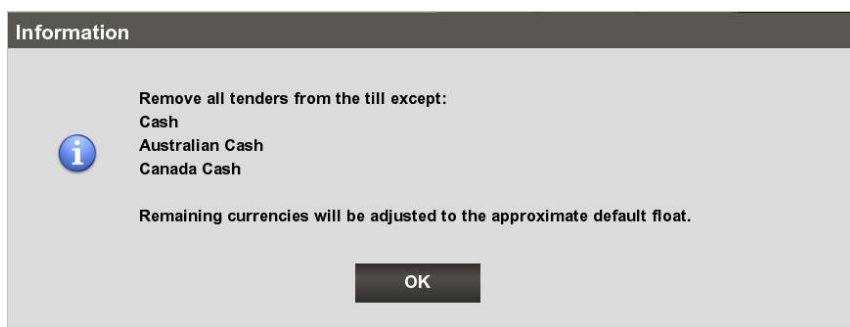 Information
Remove all tenders from the till except:
Cash
Australian Cash
Canada Cash
Remaining currencies will be adjusted to the approximate default float.
OK